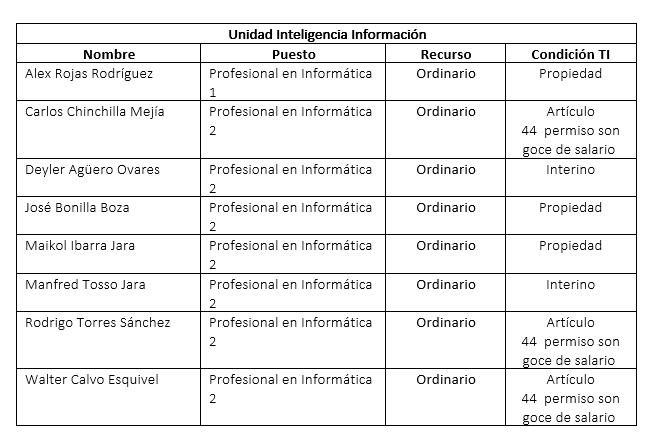 Unidad Inteligencia Información
Nombre Puesto Recurso Condición TI
Alex Rojas Rodríguez Profesional en Informática Ordinario Propiedad
1
Carlos Chinchilla Mejía Profesional en Informática Ordinario Artículo
2 44 permiso son
goce de salario
Deyler Agüero Ovares Profesional en Informática Ordinario Interino
2
José Bonilla Boza Profesional en Informática Ordinario Propiedad
2
Maikol Ibarra Jara Profesional en Informática Ordinario Propiedad
2
Manfred Tosso Jara Profesional en Informática Ordinario Interino
2
Rodrigo Torres Sánchez Profesional en Informática Ordinario Artículo
2 44 permiso son
goce de salario
Walter Calvo Esquivel Profesional en Informática Ordinario Artículo
2 44 permiso son
goce de salario